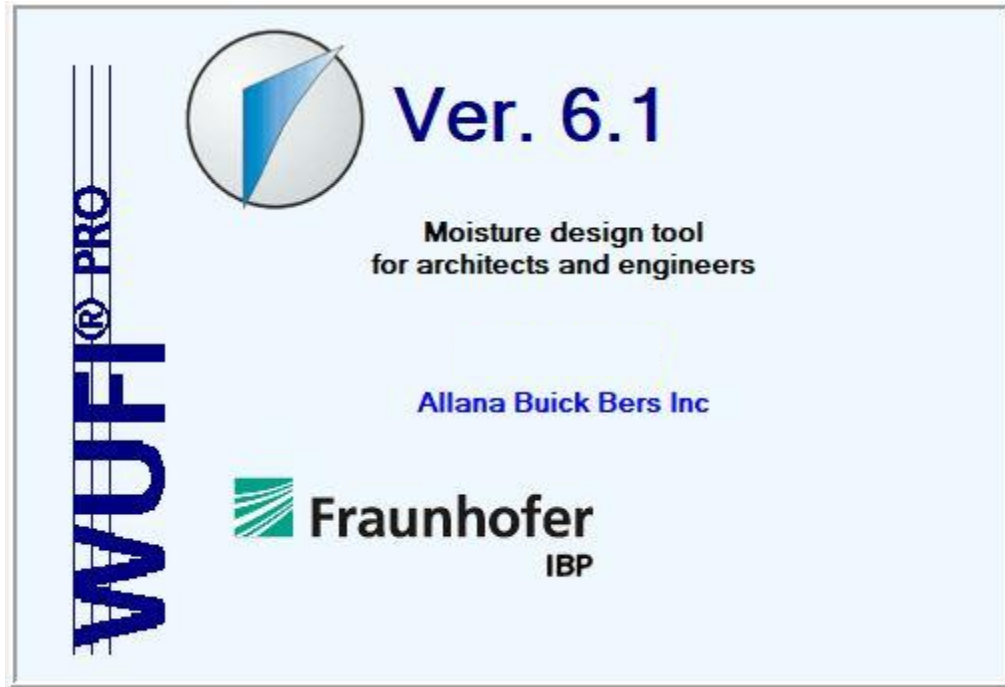 WUFI® PRO
Ver. 6.1
Moisture design tool
for architects and engineers
Allana Buick Bers Inc
Fraunhofer
IBP